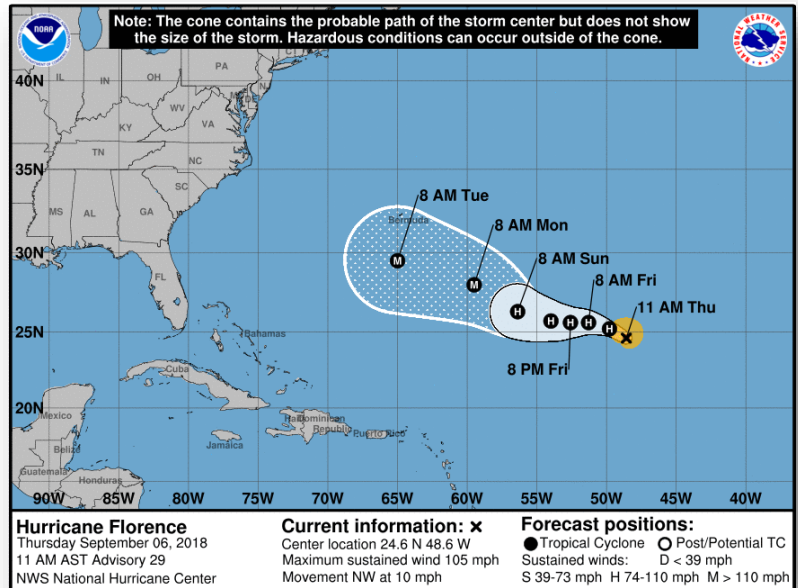 Note: The cone contains the probable path of the storm center but does not show
the size of the storm. Hazardous conditions can occur outside of the cone.
NOAA
NATIONAL WEATHER SERVICE
PA
40N
IL
IN
OH
WV
VA
KY
35N
TN
NC
SC
MS
AL
GA
8 AM Tue
Bermuda
8 AM Mon
30N
M
M
8 AM Sun
FL
8 AM Fri
11 AM Thu
H
H
H
H
H
25N
Bahamas
8 PM Fri
Cuba
20N
Mexico
Haiti
Dominican
Republic
Puerto Rico
Jamaica
Belize
Guatemala
Honduras
90W 85W 80W 75W 70W 65W 60W 55W 50W 45W 40W
Hurricane Florence
Thursday September 06, 2018
11 AM AST Advisory 29
NWS National Hurricane Center
Current information: ×
Center location 24.6 N 48.6 W
Maximum sustained wind 105 mph
Movement NW at 10 mph
Forecast positions:
● Tropical Cyclone ○ Post/Potential TC
Sustained winds: D < 39 mph
S 39-73 mph H 74-110 mph M > 110 mph